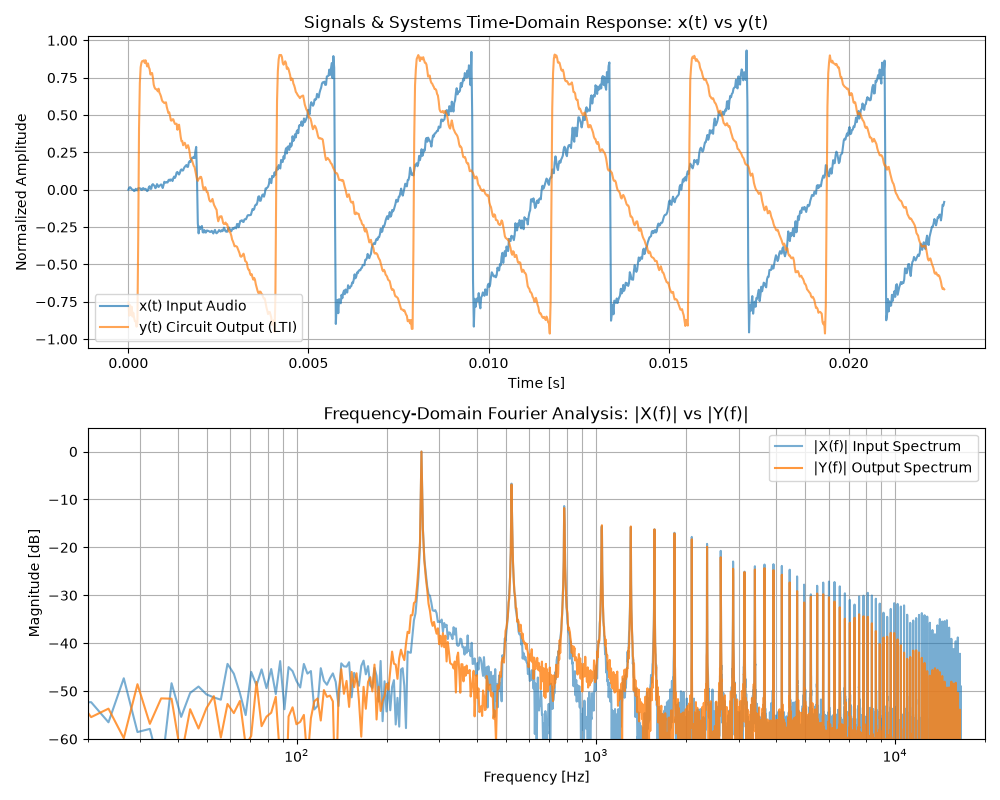 Signals & Systems Time-Domain Response: x(t) vs y(t)
1.00
0.75
0.50
0.25
0.00
−0.25
−0.50
−0.75
−1.00
Normalized Amplitude
x(t) Input Audio
y(t) Circuit Output (LTI)
0.000
0.005
0.010
0.015
0.020
Time [s]
Frequency-Domain Fourier Analysis: |X(f)| vs |Y(f)|
0
−10
−20
−30
−40
−50
−60
Magnitude [dB]
|X(f)| Input Spectrum
|Y(f)| Output Spectrum
10²
10³
10⁴
Frequency [Hz]